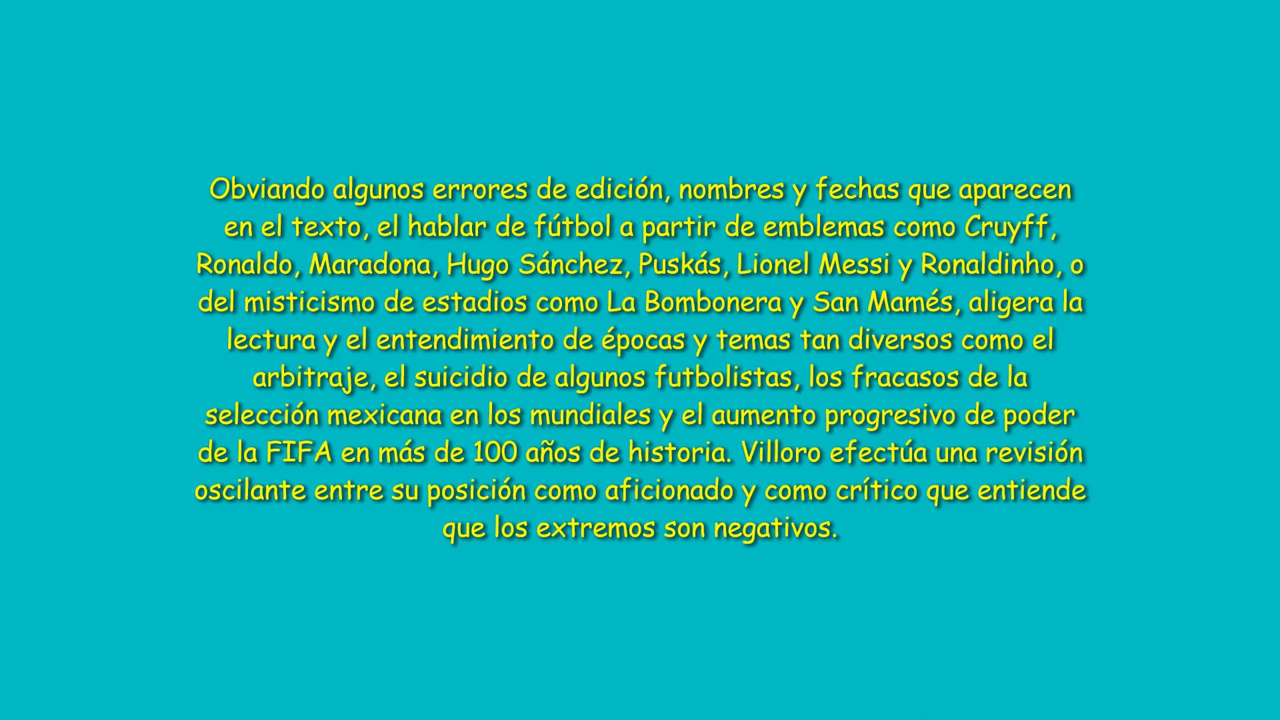 Obviando algunos errores de edición, nombres y fechas que aparecen
en el texto, el hablar de fútbol a partir de emblemas como Cruyff,
Ronaldo, Maradona, Hugo Sánchez, Puskás, Lionel Messi y Ronaldinho, o
del misticismo de estadios como La Bombonera y San Mamés, aligera la
lectura y el entendimiento de épocas y temas tan diversos como el
arbitraje, el suicidio de algunos futbolistas, los fracasos de la
selección mexicana en los mundiales y el aumento progresivo de poder
de la FIFA en más de 100 años de historia. Villoro efectúa una revisión
oscilante entre su posición como aficionado y como crítico que entiende
que los extremos son negativos.